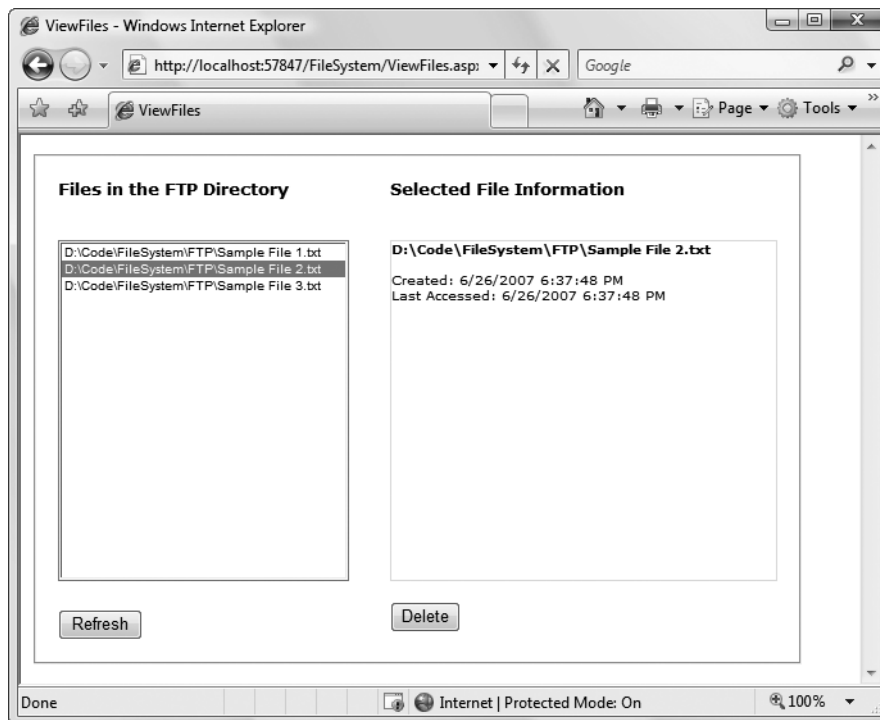 ViewFiles - Windows Internet Explorer
http://localhost:57847/FileSystem/ViewFiles.asp
Google
ViewFiles
Page
Tools
Files in the FTP Directory
Selected File Information
D:\Code\FileSystem\FTP\Sample File 1.txt
D:\Code\FileSystem\FTP\Sample File 2.txt
D:\Code\FileSystem\FTP\Sample File 3.txt
D:\Code\FileSystem\FTP\Sample File 2.txt
Created: 6/26/2007 6:37:48 PM
Last Accessed: 6/26/2007 6:37:48 PM
Refresh
Delete
Done
Internet | Protected Mode: On
100%